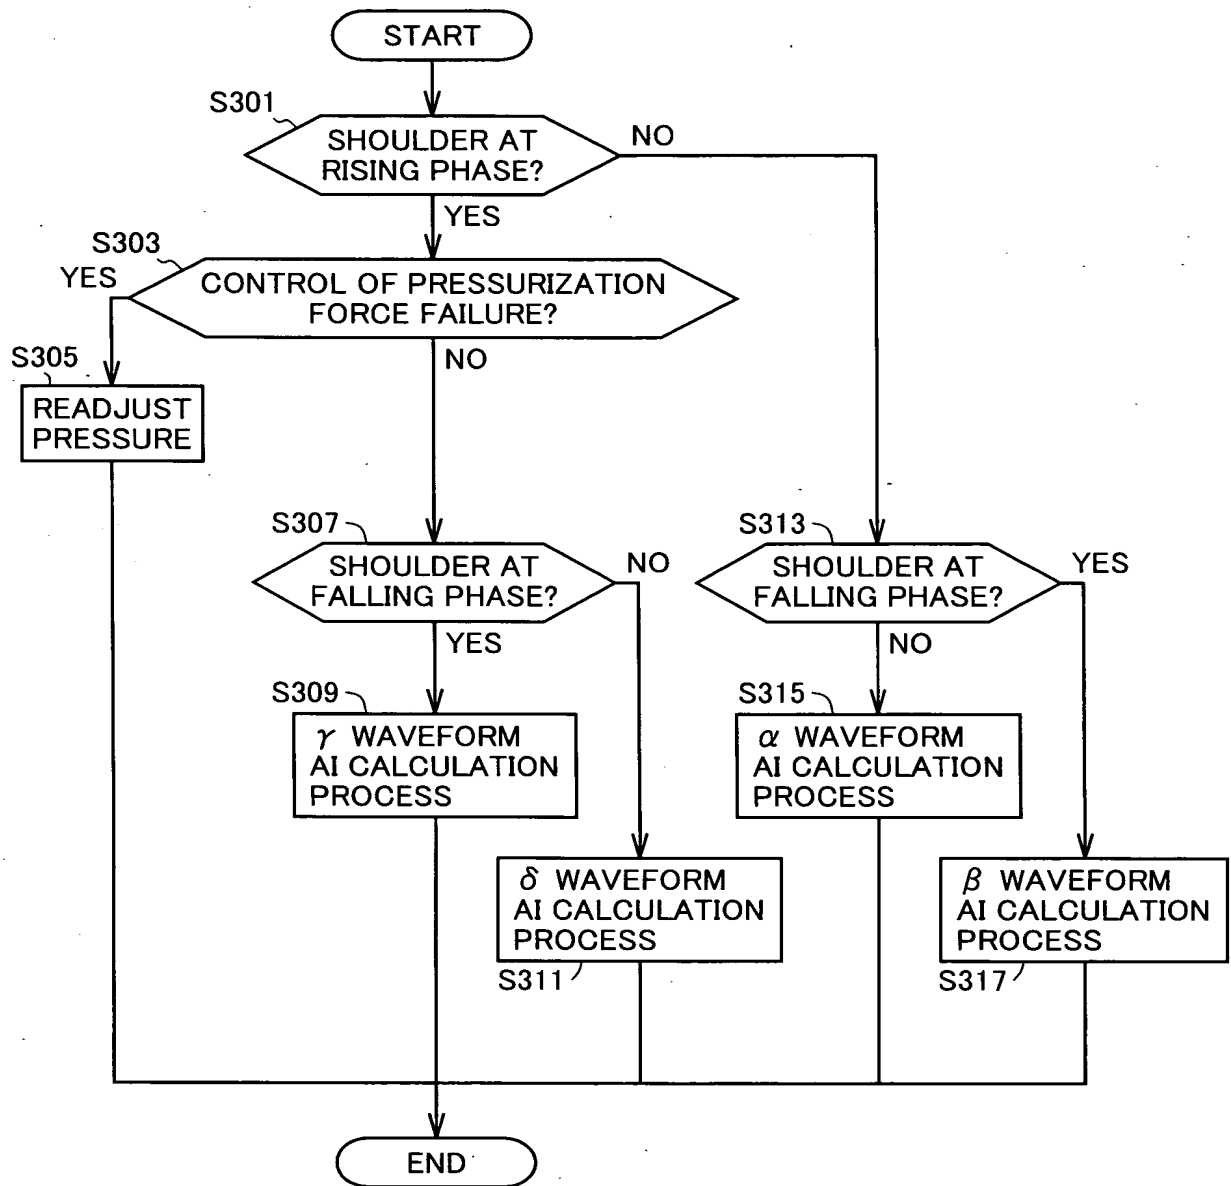 START
S301
SHOULDER AT
RISING PHASE?
NO
YES
S303
YES
CONTROL OF PRESSURIZATION
FORCE FAILURE?
NO
S305
READJUST
PRESSURE
S307
SHOULDER AT
FALLING PHASE?
NO
YES
S313
SHOULDER AT
FALLING PHASE?
YES
NO
S309
γ WAVEFORM
AI CALCULATION
PROCESS
S315
α WAVEFORM
AI CALCULATION
PROCESS
δ WAVEFORM
AI CALCULATION
PROCESS
S311
β WAVEFORM
AI CALCULATION
PROCESS
S317
END